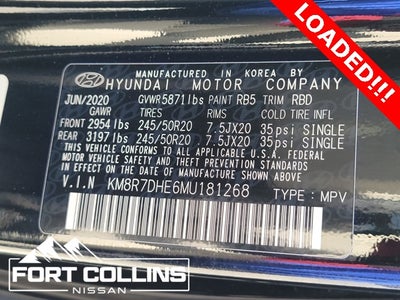 LOADED!!!
MANUFACTURED IN KOREA BY
HYUNDAI MOTOR COMPANY
JUN/2020 GVWR5871lbs PAINT RB5 TRIM RBD
GAWR TIRES RIMS COLD TIRE INFL
FRONT 2954 lbs 245/50R20 7.5JX20 35psi SINGLE
REAR 3197lbs 245/50R20 7.5JX20 35psi SINGLE
THIS VEHICLE CONFORMS TO ALL APPLICABLE U.S.A.
FEDERAL MOTOR VEHICLE SAFETY AND THEFT
PREVENTION STANDARDS IN EFFECT ON THE DATE OF
MANUFACTURE SHOWN ABOVE.
V.I.N KM8R7DHE6MU181268 TYPE: MPV
FORT COLLINS
NISSAN